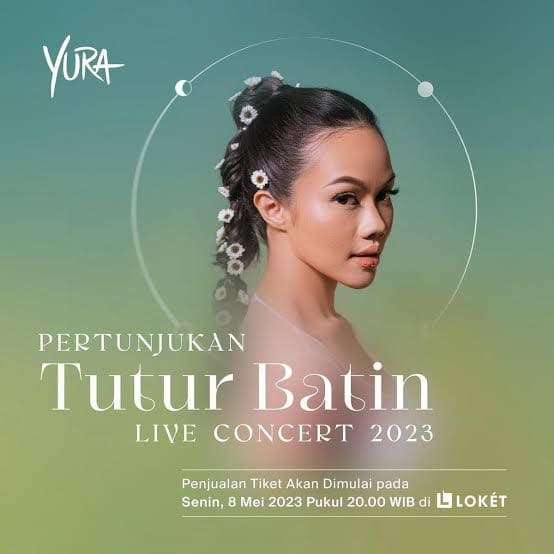 YURA
PERTUNJUKAN
Tutur Batin
LIVE CONCERT 2023
Penjualan Tiket Akan Dimulai pada
Senin, 8 Mei 2023 Pukul 20.00 WIB di LOKÉT